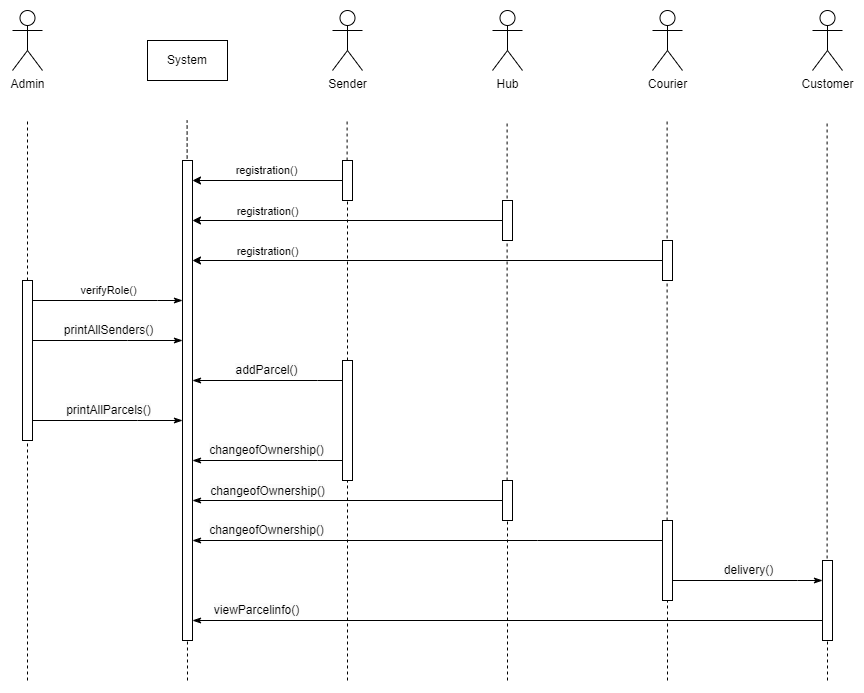 Admin
System
Sender
Hub
Courier
Customer
registration()
registration()
registration()
verifyRole()
printAllSenders()
addParcel()
printAllParcels()
changeofOwnership()
changeofOwnership()
changeofOwnership()
delivery()
viewParcelinfo()